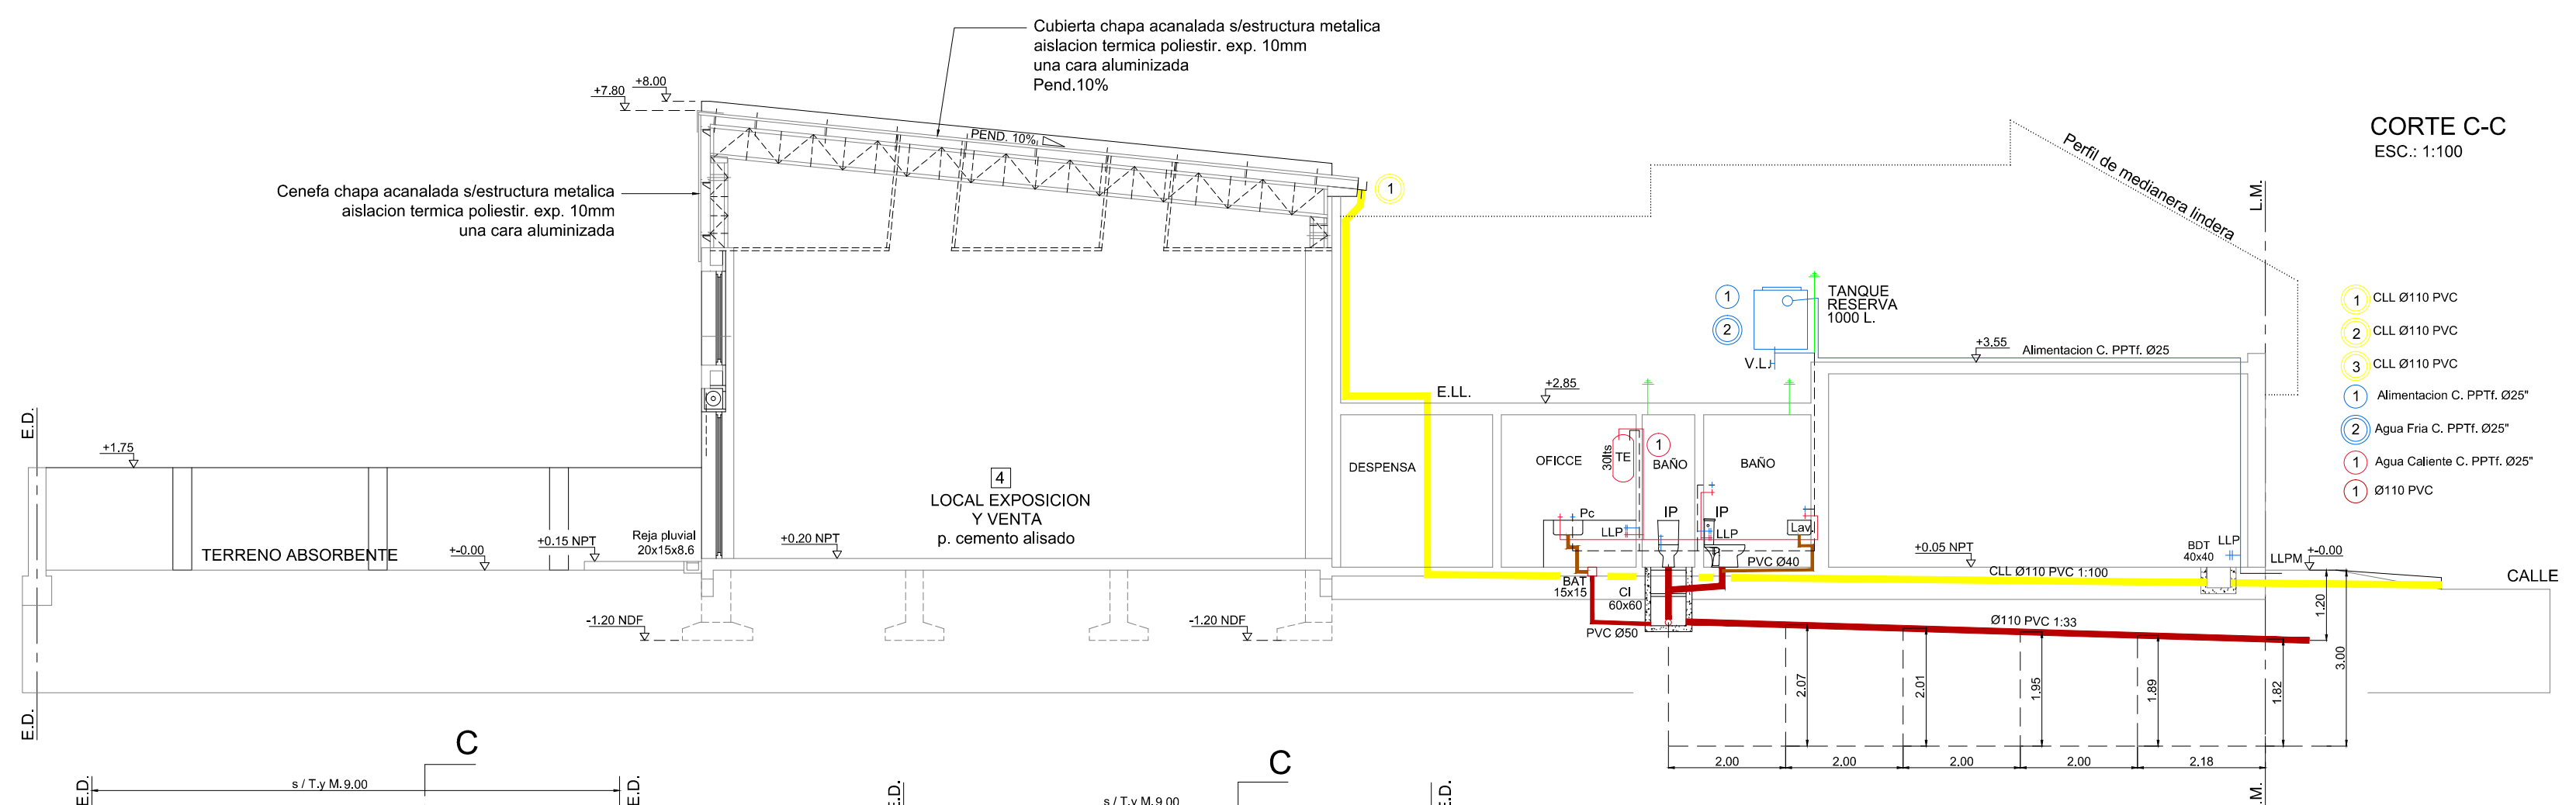 Cubierta chapa acanalada s/estructura metalica
aislacion termica poliestir. exp. 10mm
una cara aluminizada
Pend.10%
+8.00
+7.80
PEND. 10%
CORTE C-C
ESC.: 1:100
Perfil de medianera lindera
L.M.
Cenefa chapa acanalada s/estructura metalica
aislacion termica poliestir. exp. 10mm
una cara aluminizada
1
1
2
TANQUE
RESERVA
1000 L.
V.L.
+3,55
Alimentacion C. PPTf. Ø25
1 CLL Ø110 PVC
2 CLL Ø110 PVC
3 CLL Ø110 PVC
1 Alimentacion C. PPTf. Ø25"
2 Agua Fria C. PPTf. Ø25"
1 Agua Caliente C. PPTf. Ø25"
1 Ø110 PVC
E.LL.
+2,85
E.D.
+1.75
DESPENSA
OFICCE
30lts
TE
1
BAÑO
BAÑO
4
LOCAL EXPOSICION
Y VENTA
p. cemento alisado
Pc
IP
IP
LLP
LLP
Lav.
TERRENO ABSORBENTE
+-0.00
+0.15 NPT
Reja pluvial
20x15x8,6
+0.20 NPT
PVC Ø40
+0.05 NPT
BDT
40x40
LLP
LLPM
+-0.00
CALLE
BAT
15x15
CI
60x60
CLL Ø110 PVC 1:100
-1.20 NDF
-1.20 NDF
PVC Ø50
Ø110 PVC 1:33
1.20
3.00
2.07
2.01
1.95
1.89
1.82
E.D.
2.00
2.00
2.00
2.00
2.18
C
C
E.D.
s / T.y M.9.00
E.D.
E.D.
s / T.y M.9.00
E.D.
.M.